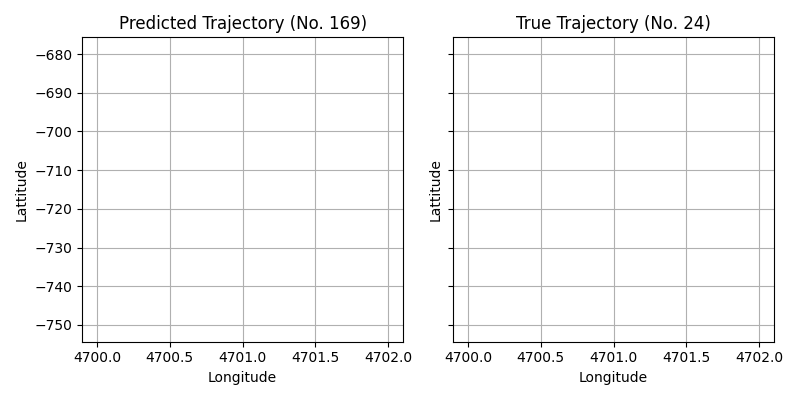 Predicted Trajectory (No. 169)
True Trajectory (No. 24)
Lattitude
−680
−690
−700
−710
−720
−730
−740
−750
4700.0 4700.5 4701.0 4701.5 4702.0
Longitude
Lattitude
4700.0 4700.5 4701.0 4701.5 4702.0
Longitude